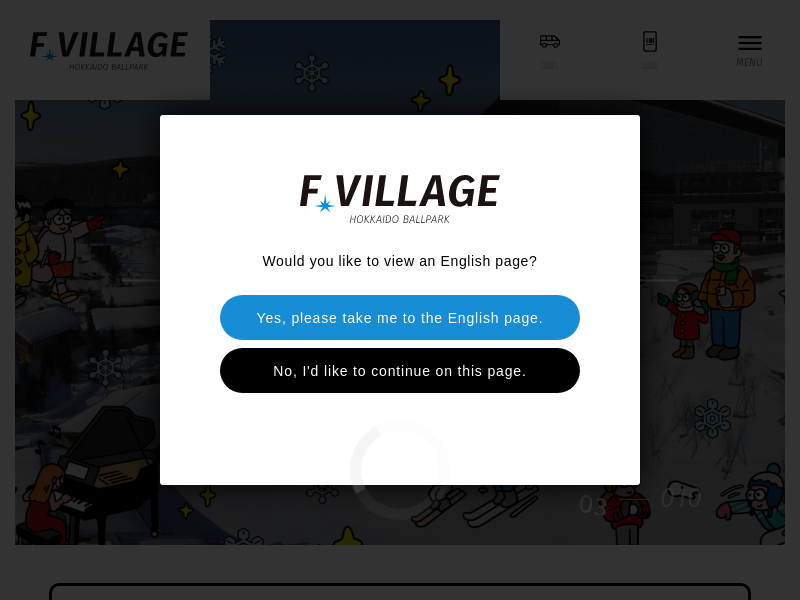 F VILLAGE
HOKKAIDO BALLPARK
MENU
F VILLAGE
HOKKAIDO BALLPARK
Would you like to view an English page?
Yes, please take me to the English page.
No, I'd like to continue on this page.
03 010